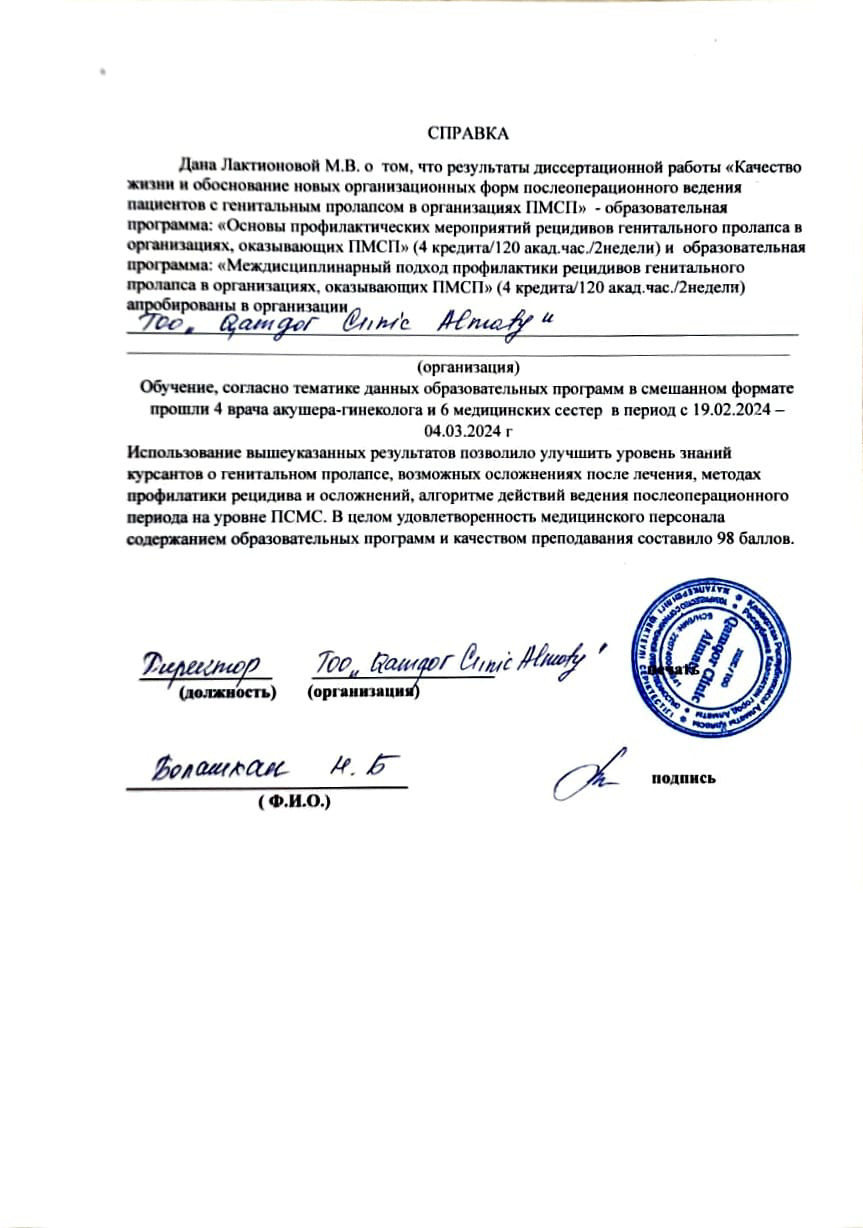 СПРАВКА
Дана Лактионовой М.В. о том, что результаты диссертационной работы «Качество
жизни и обоснование новых организационных форм послеоперационного ведения
пациентов с генитальным пролапсом в организациях ПМСП» - образовательная
программа: «Основы профилактических мероприятий рецидивов генитального пролапса в
организациях, оказывающих ПМСП» (4 кредита/120 акад.час./2недели) и образовательная
программа: «Междисциплинарный подход профилактики рецидивов генитального
пролапса в организациях, оказывающих ПМСП» (4 кредита/120 акад.час./2недели)
апробированы в организации
ТОО „ Qamqor Clinic Almaty "
(организация)
Обучение, согласно тематике данных образовательных программ в смешанном формате
прошли 4 врача акушера-гинеколога и 6 медицинских сестер в период с 19.02.2024 –
04.03.2024 г
Использование вышеуказанных результатов позволило улучшить уровень знаний
курсантов о генитальном пролапсе, возможных осложнениях после лечения, методах
профилатики рецидива и осложнений, алгоритме действий ведения послеоперационного
периода на уровне ПСМС. В целом удовлетворенность медицинского персонала
содержанием образовательных программ и качеством преподавания составило 98 баллов.
Директор ТОО „ Qamqor Clinic Almaty "
(должность) (организация)
печать
Qamqor Clinic
Almaty
Болашкан Н. Б
подпись
( Ф.И.О.)